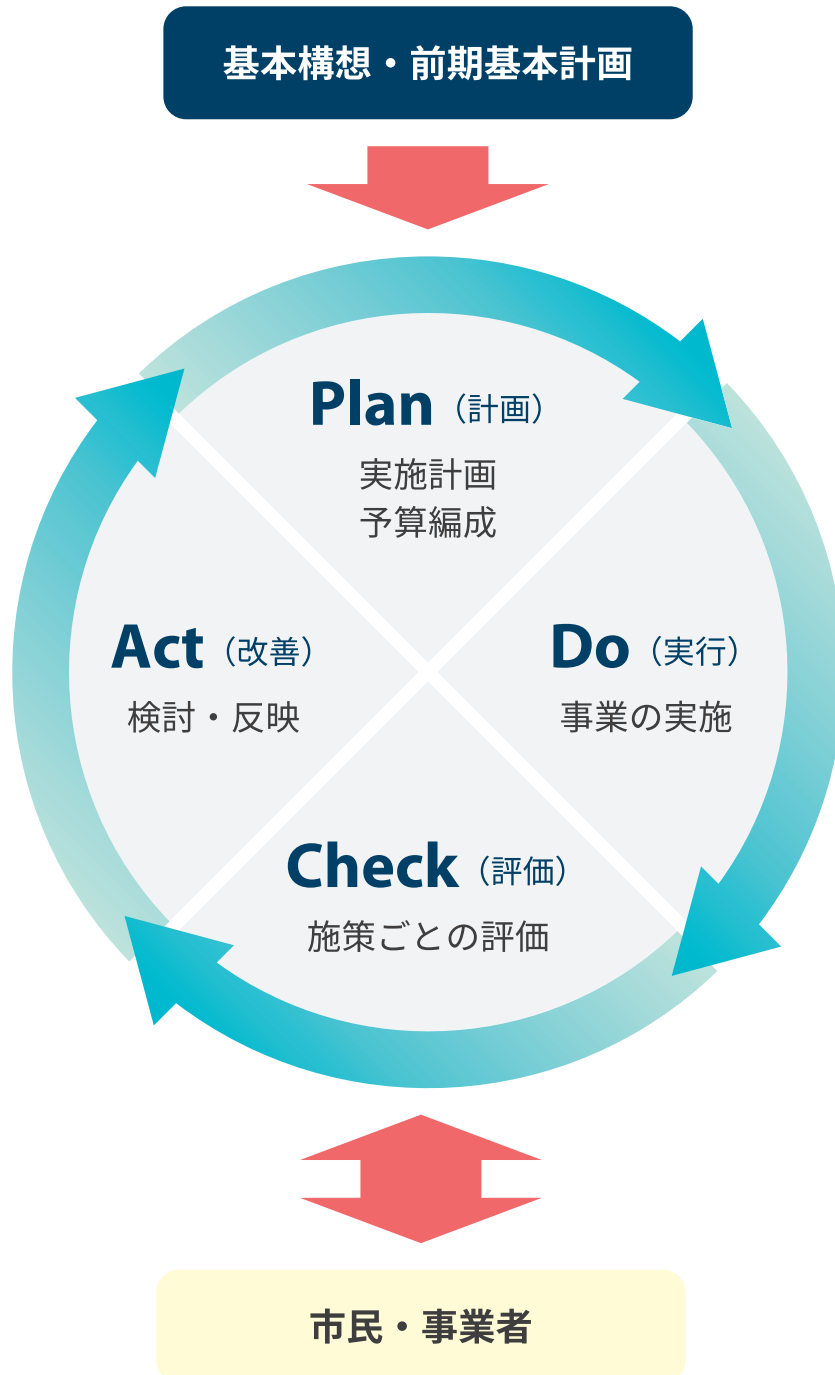 基本構想・前期基本計画
Plan（計画）
実施計画
予算編成
Act（改善）
検討・反映
Do（実行）
事業の実施
Check（評価）
施策ごとの評価
市民・事業者